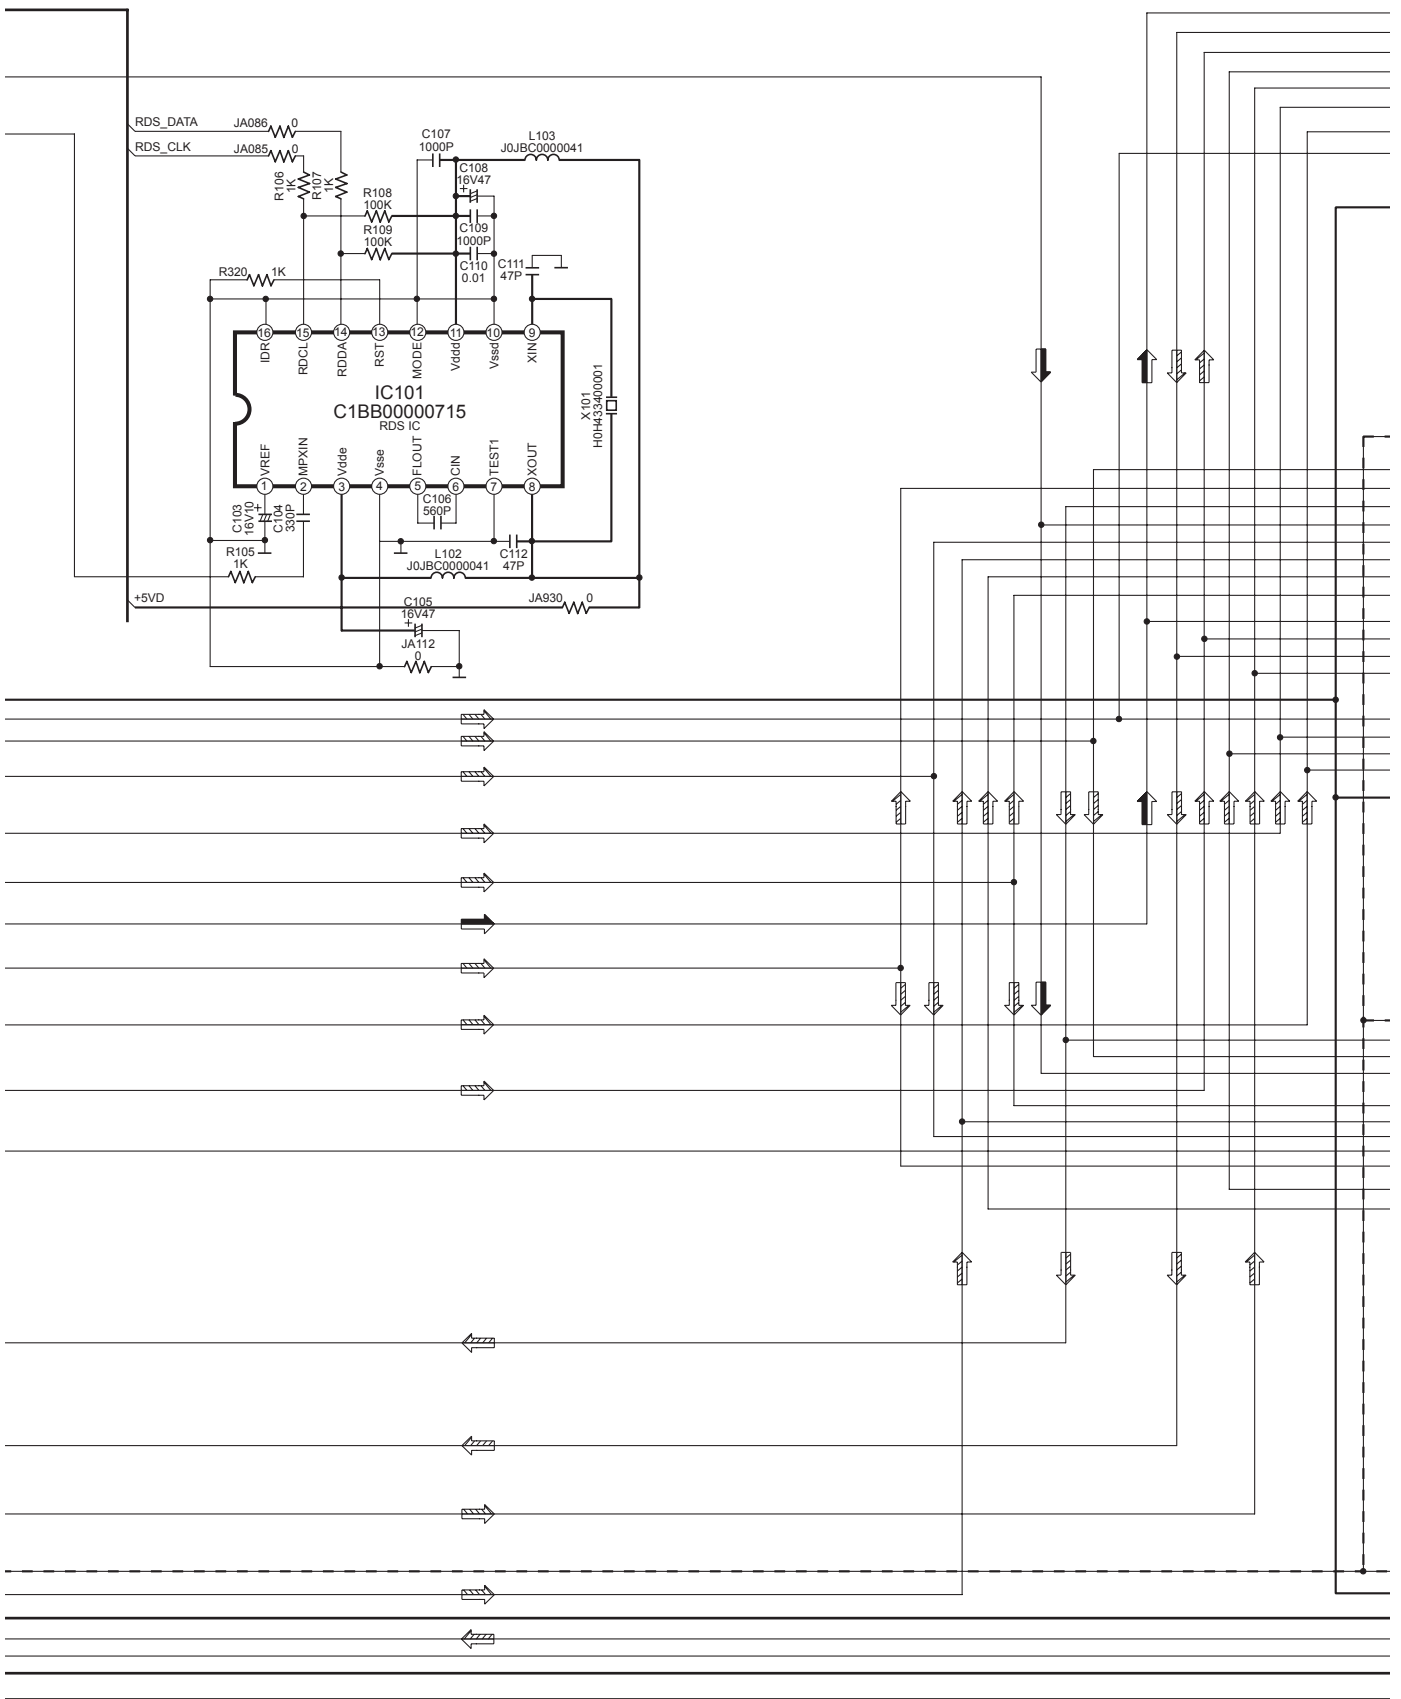 RDS_DATA
JA086
0
RDS_CLK
JA085
0
R106
1K
R107
1K
C107
1000P
L103
J0JBC0000041
C108
16V47
+
R108
100K
C109
1000P
R109
100K
C110
0.01
C111
47P
R320
1K
16
15
14
13
12
11
10
9
IDR
RDCL
RDDA
RST
MODE
Vddd
Vssd
XIN
IC101
C1BB00000715
RDS IC
X101
H0H433400001
VREF
MPXIN
Vdde
Vsse
FLOUT
CIN
TEST1
XOUT
1
2
3
4
5
6
7
8
C103
16V10
+
C104
330P
C106
560P
R105
1K
L102
J0JBC0000041
C112
47P
+5VD
C105
16V47
+
JA930
0
JA112
0